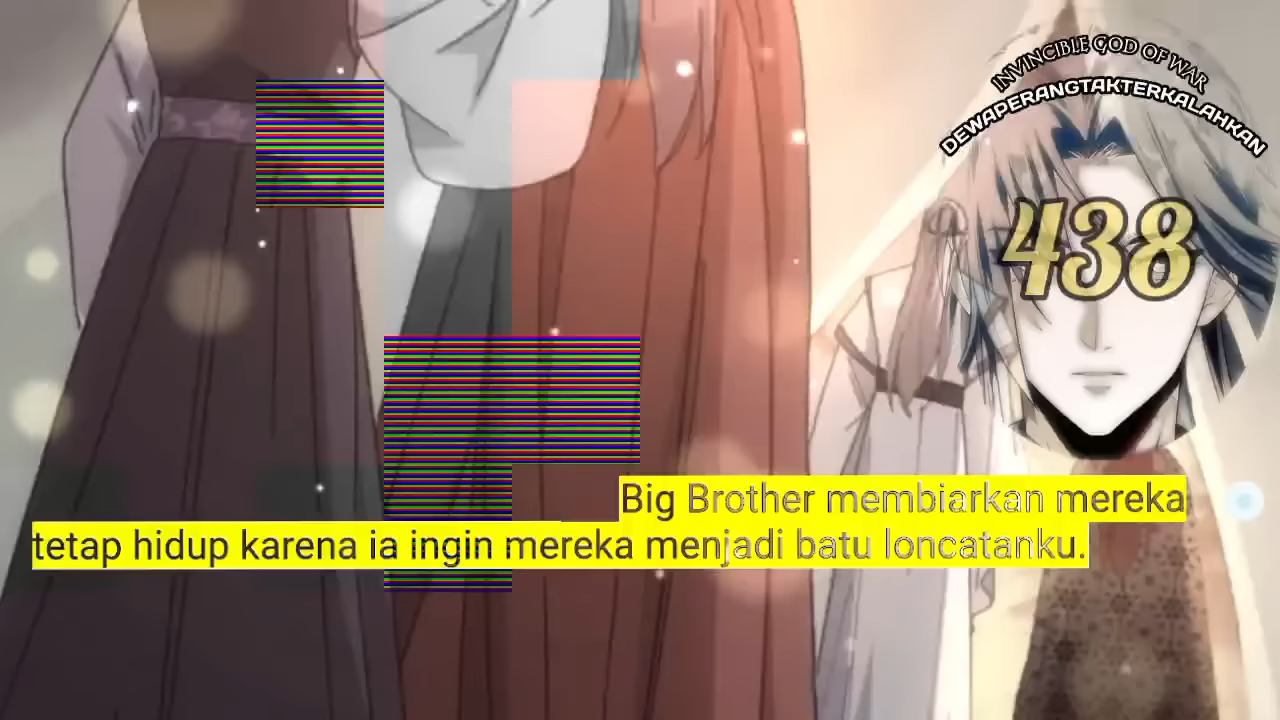 INVINCIBLE GOD OF WAR
DEWAPERANGTAKTERKALAHKAN
438
Big Brother membiarkan mereka
tetap hidup karena ia ingin mereka menjadi batu loncatanku.